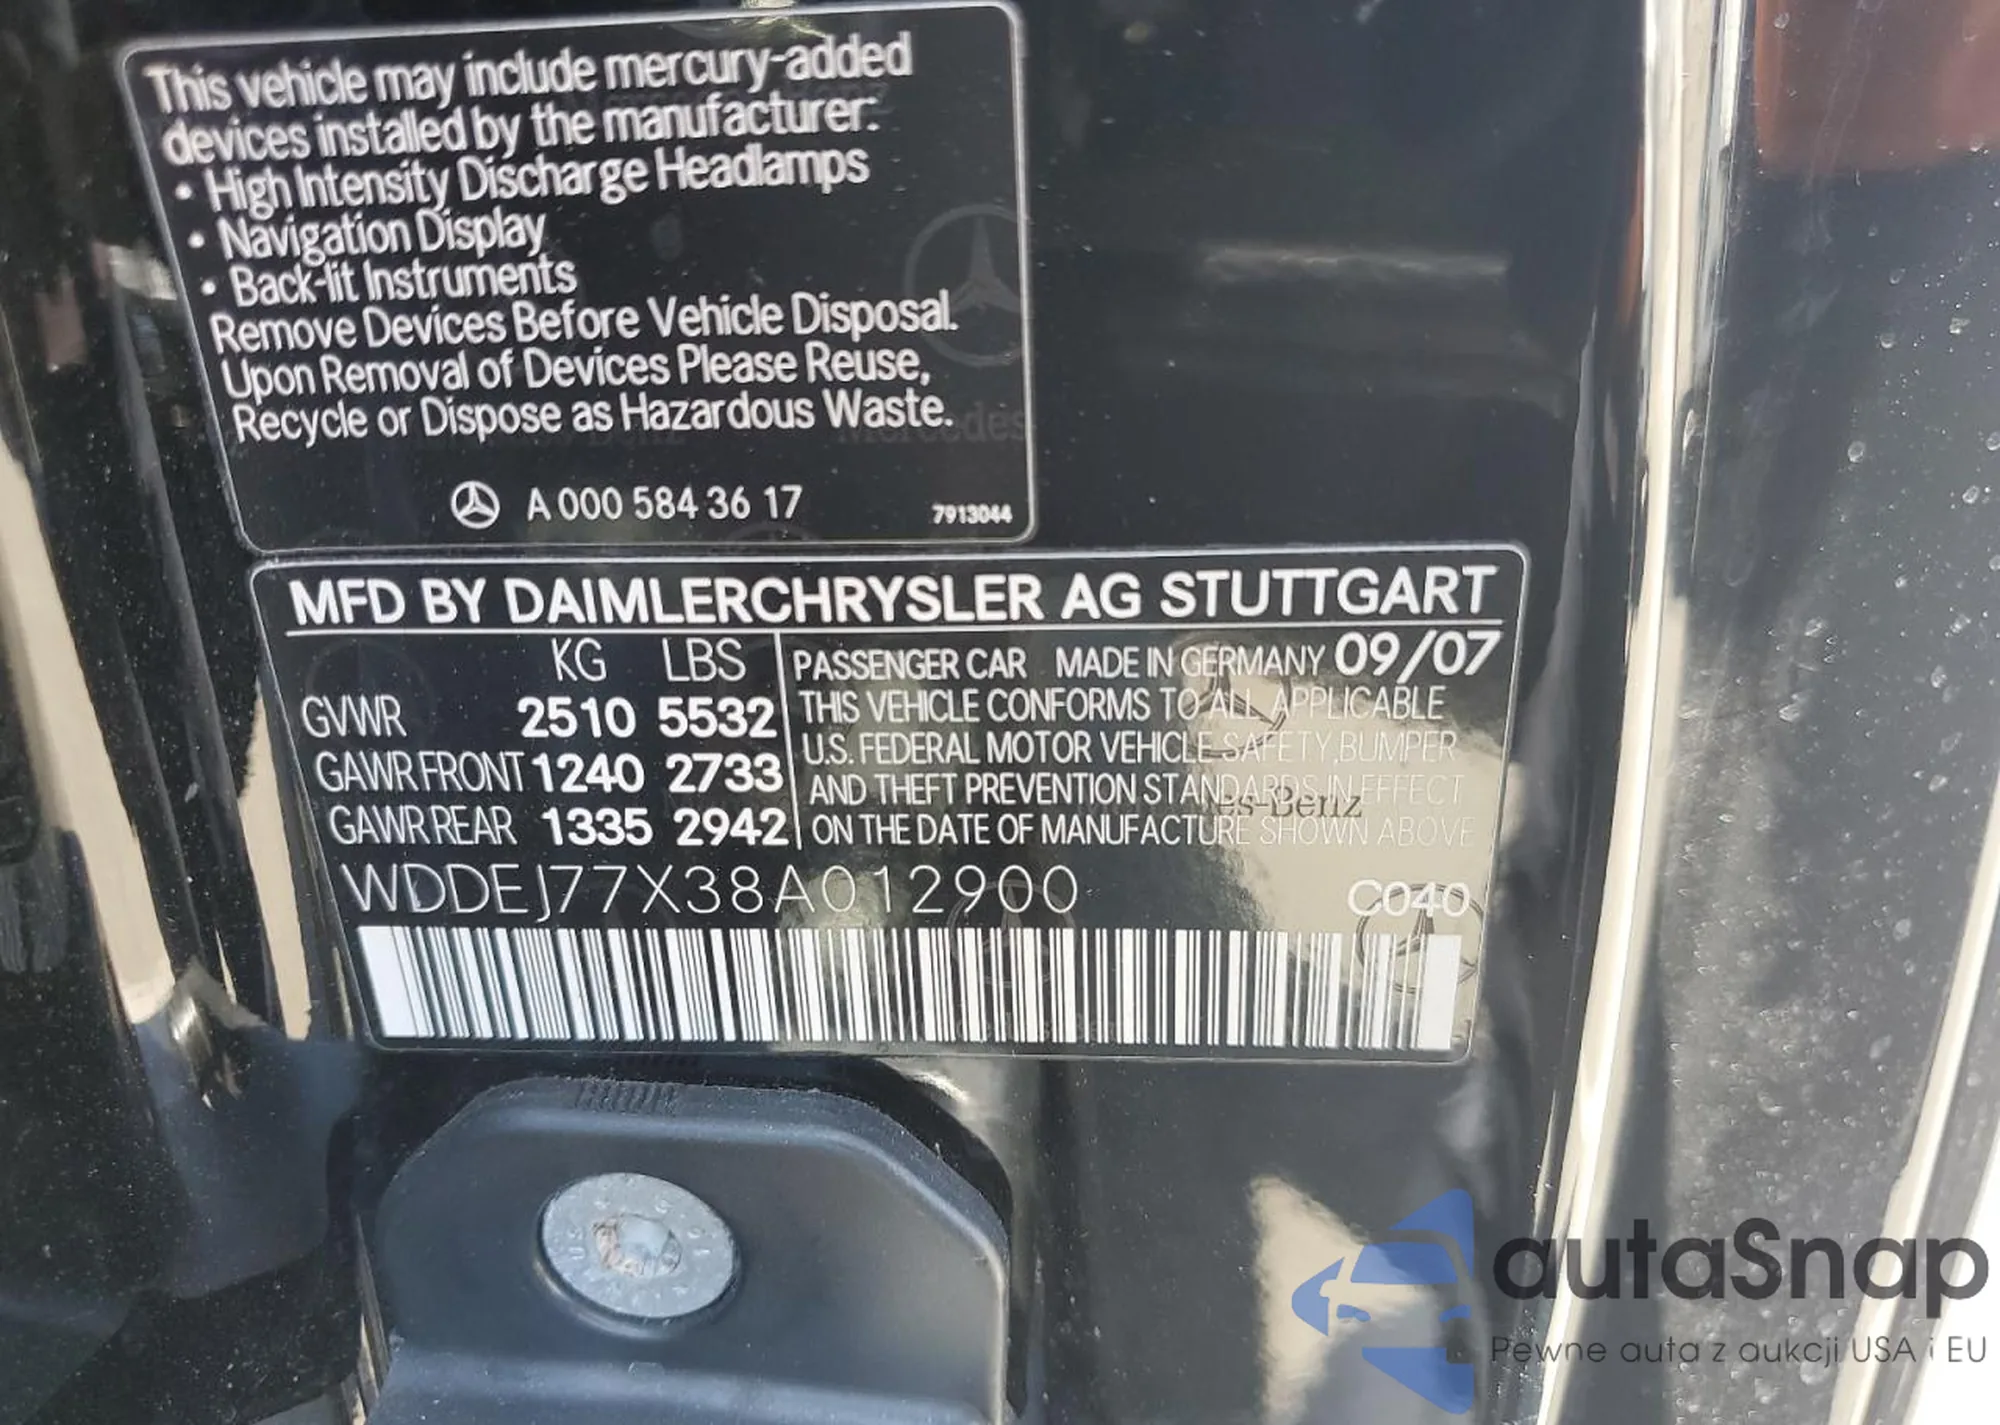 This vehicle may include mercury-added
devices installed by the manufacturer:
• High Intensity Discharge Headlamps
• Navigation Display
• Back-lit Instruments
Remove Devices Before Vehicle Disposal.
Upon Removal of Devices Please Reuse,
Recycle or Dispose as Hazardous Waste.
A 000 584 36 17
7913044
MFD BY DAIMLERCHRYSLER AG STUTTGART
KG LBS
GVWR 2510 5532
GAWR FRONT 1240 2733
GAWR REAR 1335 2942
PASSENGER CAR MADE IN GERMANY 09/07
THIS VEHICLE CONFORMS TO ALL APPLICABLE
U.S. FEDERAL MOTOR VEHICLE SAFETY,BUMPER
AND THEFT PREVENTION STANDARDS IN EFFECT
ON THE DATE OF MANUFACTURE SHOWN ABOVE
WDDEJ77X38A012900
C040
autaSnap
Pewne auta z aukcji USA i EU